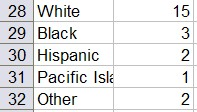 28 White 15
29 Black 3
30 Hispanic 2
31 Pacific Isla 1
32 Other 2